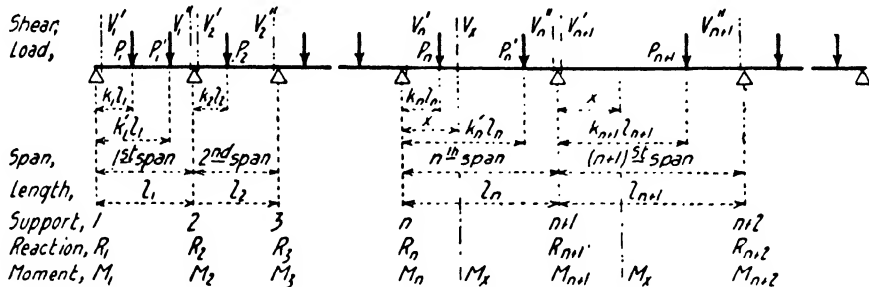 Shear, V₁' V₁" V₂' V₂" Vₙ' Vₓ Vₙ" V'ₙ₊₁ V"ₙ₊₁
Load, P₁ P₁' P₂ Pₙ Pₙ' Pₙ₊₁
k₁l₁ k₂l₂ kₙlₙ x
k₁'l₁ x kₙ'lₙ kₙ₊₁lₙ₊₁
Span, 1st span 2nd span nth span (n+1)st span
Length, l₁ l₂ lₙ lₙ₊₁
Support, 1 2 3 n n+1 n+2
Reaction, R₁ R₂ R₃ Rₙ Rₙ₊₁ Rₙ₊₂
Moment, M₁ M₂ M₃ Mₙ Mₓ Mₙ₊₁ Mₓ Mₙ₊₂